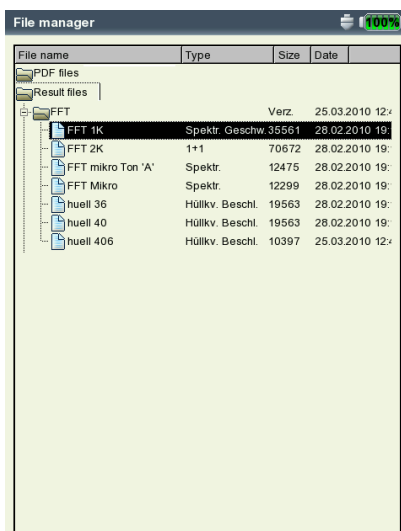 File manager 100%
File name Type Size Date
PDF files
Result files
FFT Verz. 25.03.2010 12:4
FFT 1K Spektr. Geschw. 35561 28.02.2010 19:
FFT 2K 1+1 70672 28.02.2010 19:
FFT mikro Ton 'A' Spektr. 12475 28.02.2010 19:
FFT Mikro Spektr. 12299 28.02.2010 19:
huell 36 Hüllkv. Beschl. 19563 28.02.2010 19:
huell 40 Hüllkv. Beschl. 19563 28.02.2010 19:
huell 406 Hüllkv. Beschl. 10397 25.03.2010 12:4